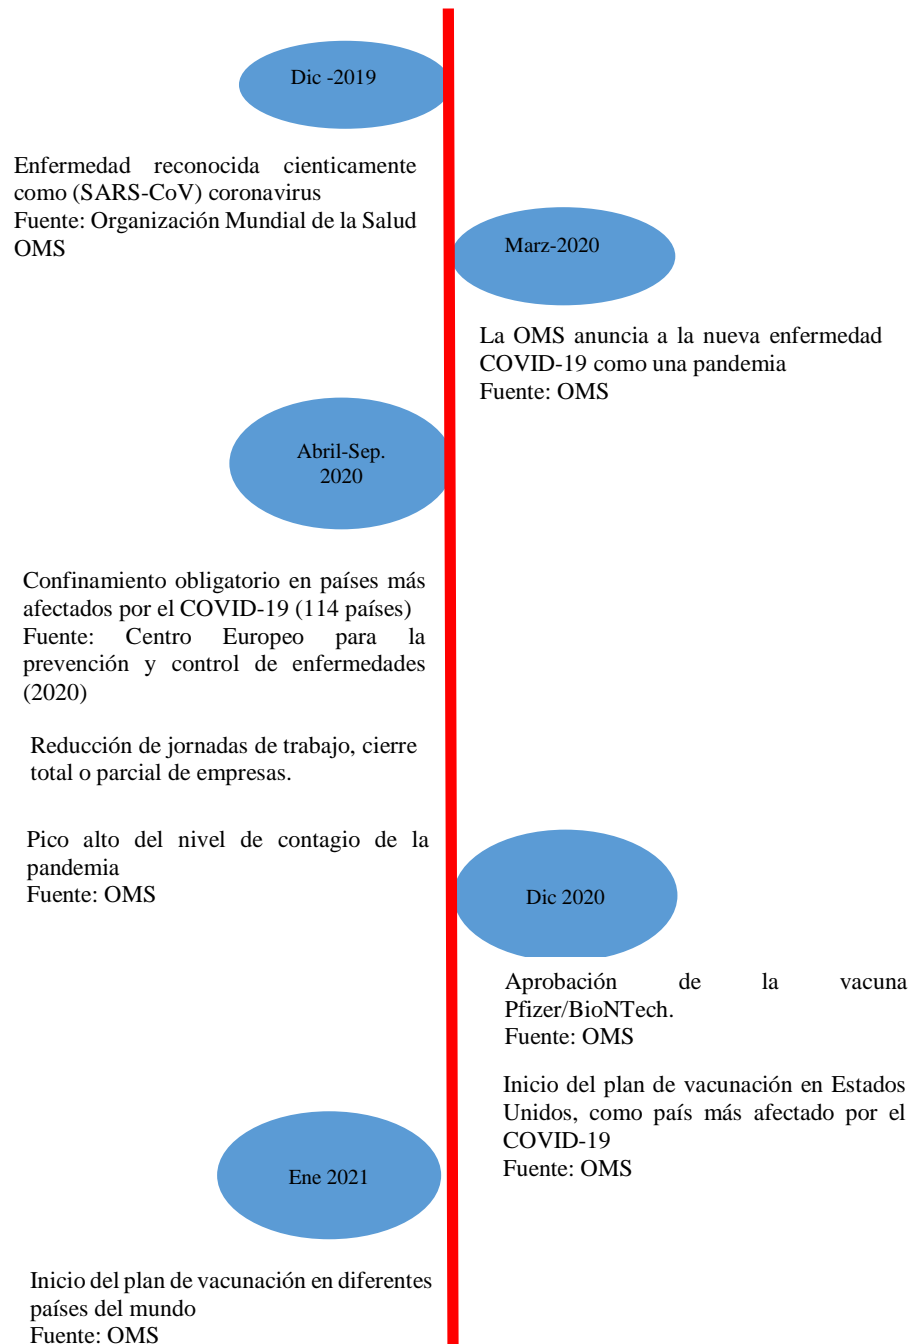 Dic -2019
Enfermedad reconocida cienticamente
como (SARS-CoV) coronavirus
Fuente: Organización Mundial de la Salud
OMS
Marz-2020
La OMS anuncia a la nueva enfermedad
COVID-19 como una pandemia
Fuente: OMS
Abril-Sep.
2020
Confinamiento obligatorio en países más
afectados por el COVID-19 (114 países)
Fuente: Centro Europeo para la
prevención y control de enfermedades
(2020)
Reducción de jornadas de trabajo, cierre
total o parcial de empresas.
Pico alto del nivel de contagio de la
pandemia
Fuente: OMS
Dic 2020
Aprobación de la vacuna
Pfizer/BioNTech.
Fuente: OMS
Inicio del plan de vacunación en Estados
Unidos, como país más afectado por el
COVID-19
Fuente: OMS
Ene 2021
Inicio del plan de vacunación en diferentes
países del mundo
Fuente: OMS